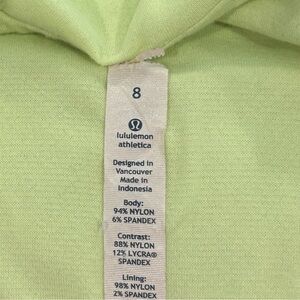 8
lululemon
athletica
Designed in
Vancouver
Made in
Indonesia
Body:
94% NYLON
6% SPANDEX
Contrast:
88% NYLON
12% LYCRA®
SPANDEX
Lining:
98% NYLON
2% SPANDEX